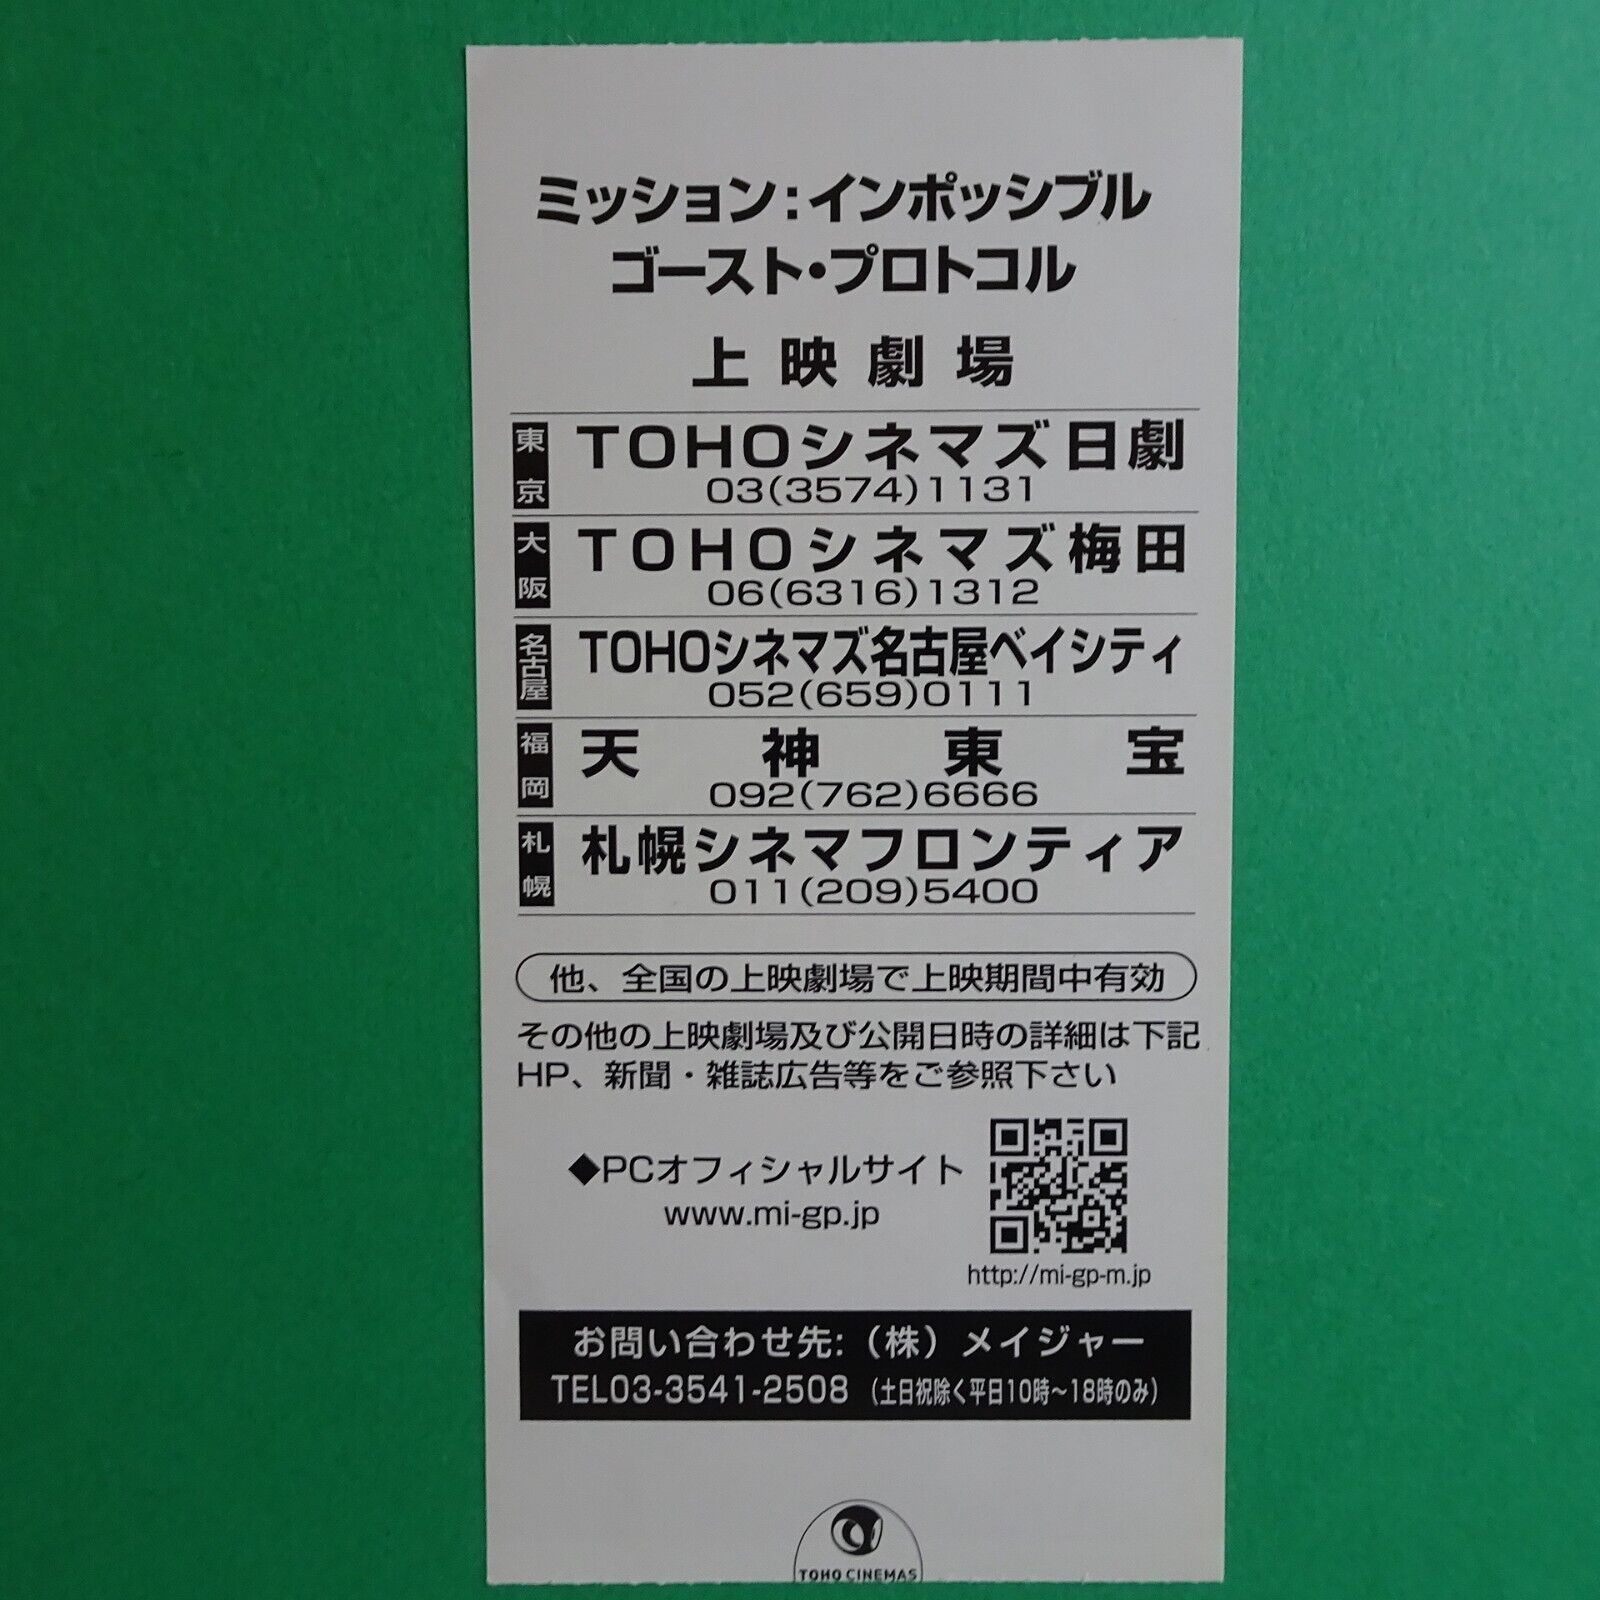 ミッション:インポッシブル
ゴースト・プロトコル
上映劇場
東京 TOHOシネマズ日劇
03(3574)1131
大阪 TOHOシネマズ梅田
06(6316)1312
名古屋 TOHOシネマズ名古屋ベイシティ
052(659)0111
福岡 天神東宝
092(762)6666
札幌 札幌シネマフロンティア
011(209)5400
他、全国の上映劇場で上映期間中有効
その他の上映劇場及び公開日時の詳細は下記
HP、新聞・雑誌広告等をご参照下さい
◆PCオフィシャルサイト
www.mi-gp.jp
http://mi-gp-m.jp
お問い合わせ先:(株)メイジャー
TEL03-3541-2508(土日祝除く平日10時~18時のみ)
TOHO CINEMAS